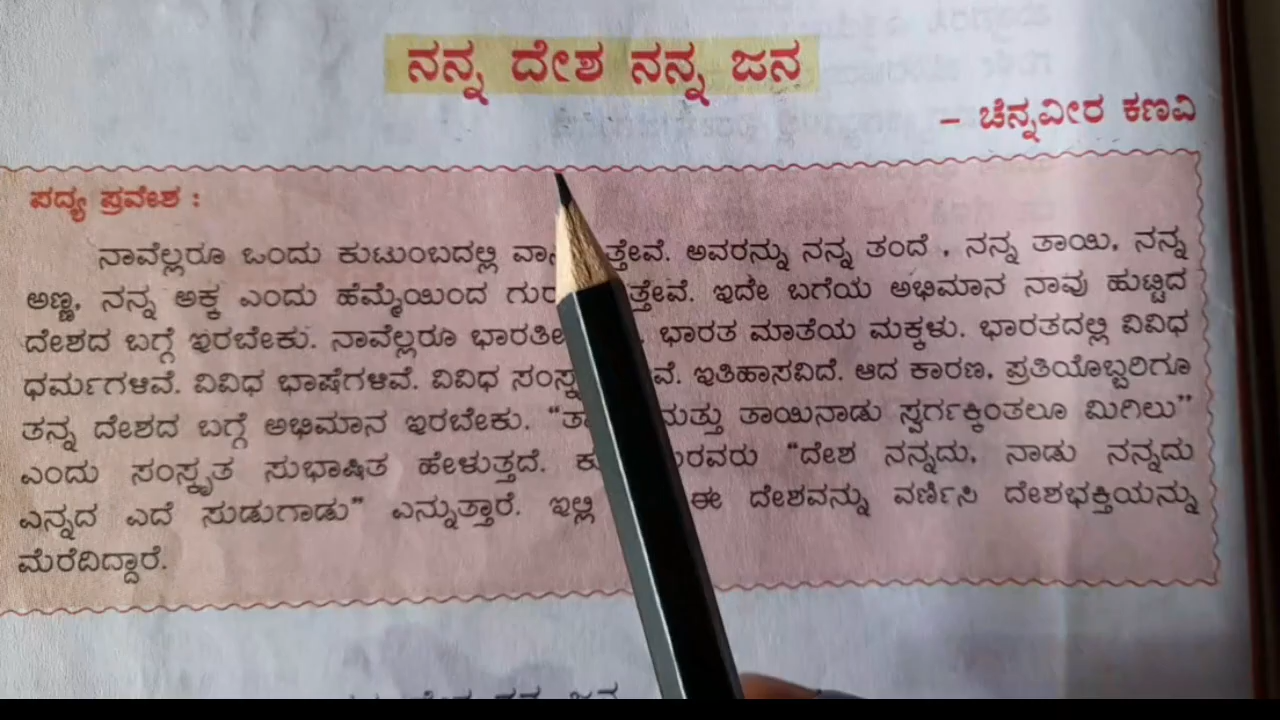 ನನ್ನ ದೇಶ ನನ್ನ ಜನ
– ಚೆನ್ನವೀರ ಕಣವಿ
ಪದ್ಯ ಪ್ರವೇಶ :
ನಾವೆಲ್ಲರೂ ಒಂದು ಕುಟುಂಬದಲ್ಲಿ ಅವರನ್ನು ನನ್ನ ತಂದೆ , ನನ್ನ ತಾಯಿ, ನನ್ನ
ಅಣ್ಣ, ನನ್ನ ಅಕ್ಕ ಎಂದು ಹೆಮ್ಮೆಯಿಂದ ಇದೇ ಬಗೆಯ ಅಭಿಮಾನ ನಾವು ಹುಟ್ಟಿದ
ದೇಶದ ಬಗ್ಗೆ ಇರಬೇಕು. ನಾವೆಲ್ಲರೂ ಭಾರತ ಮಾತೆಯ ಮಕ್ಕಳು. ಭಾರತದಲ್ಲಿ ವಿವಿಧ
ಧರ್ಮಗಳಿವೆ. ವಿವಿಧ ಭಾಷೆಗಳಿವೆ. ವಿವಿಧ ಇತಿಹಾಸವಿದೆ. ಆದ ಕಾರಣ, ಪ್ರತಿಯೊಬ್ಬರಿಗೂ
ತನ್ನ ದೇಶದ ಬಗ್ಗೆ ಅಭಿಮಾನ ಇರಬೇಕು. ತಾಯಿನಾಡು ಸ್ವರ್ಗಕ್ಕಿಂತಲೂ ಮಿಗಿಲು”
ಎಂದು ಸಂಸ್ಕೃತ ಸುಭಾಷಿತ ಹೇಳುತ್ತದೆ. “ದೇಶ ನನ್ನದು, ನಾಡು ನನ್ನದು
ಎನ್ನದ ಎದೆ ಸುಡುಗಾಡು” ಎನ್ನುತ್ತಾರೆ. ಇಲ್ಲಿ ಈ ದೇಶವನ್ನು ವರ್ಣಿಸಿ ದೇಶಭಕ್ತಿಯನ್ನು
ಮೆರೆದಿದ್ದಾರೆ.